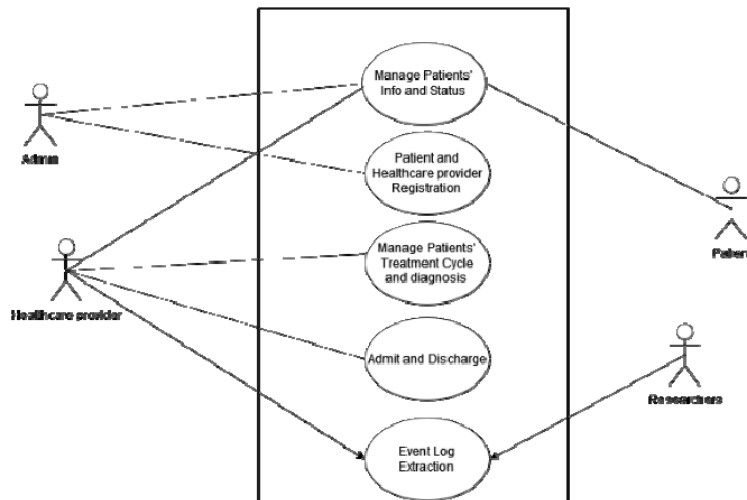 Manage Patients'
Info and Status
Admin
Patient and
Healthcare provider
Registration
Manage Patients'
Treatment Cycle
and diagnosis
Patient
Healthcare provider
Admit and Discharge
Researchers
Event Log
Extraction